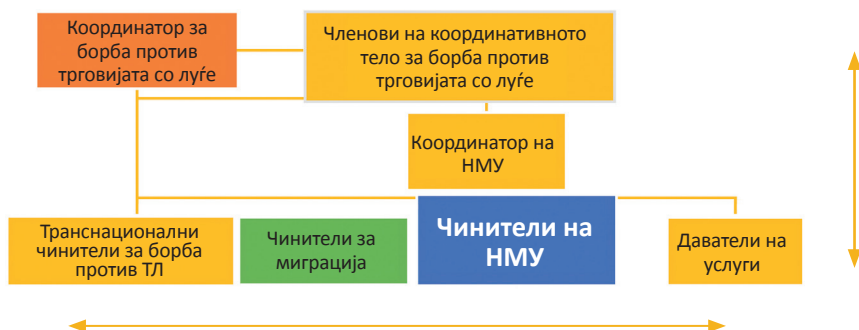 Координатор за
борба против
трговијата со луѓе
Членови на координативното
тело за борба против
трговијата со луѓе
Координатор на
НМУ
Транснационални
чинители за борба
против ТЛ
Чинители за
миграција
Чинители на
НМУ
Даватели на
услуги